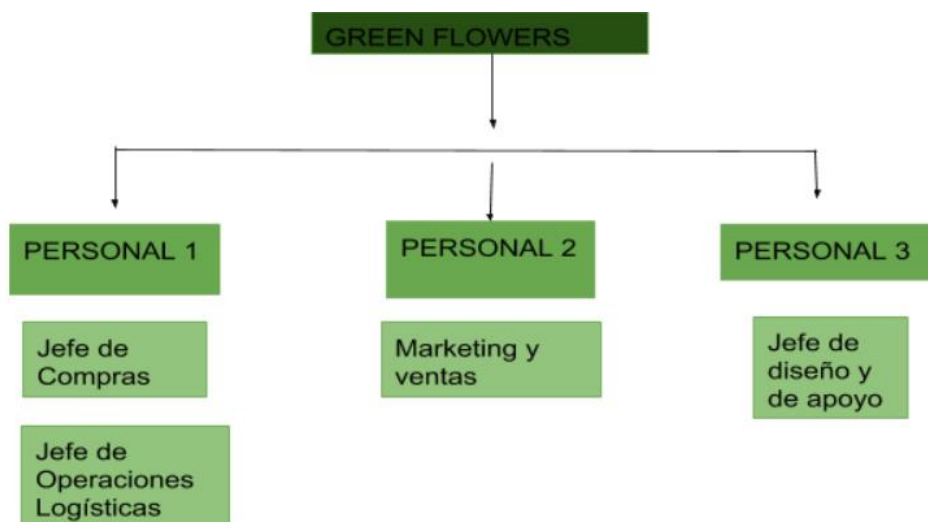 GREEN FLOWERS
PERSONAL 1
PERSONAL 2
PERSONAL 3
Jefe de
Compras
Marketing y
ventas
Jefe de
diseño y
de apoyo
Jefe de
Operaciones
Logísticas